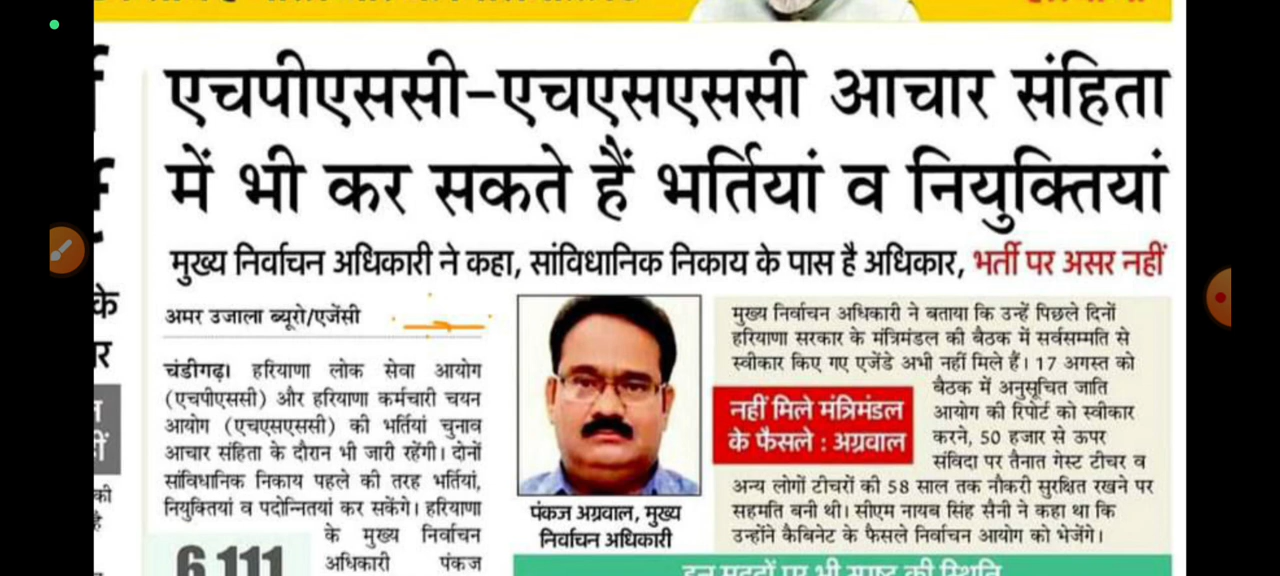 एचपीएससी-एचएसएससी आचार संहिता
में भी कर सकते हैं भर्तियां व नियुक्तियां
मुख्य निर्वाचन अधिकारी ने कहा, सांविधानिक निकाय के पास है अधिकार, भर्ती पर असर नहीं
अमर उजाला ब्यूरो/एजेंसी
चंडीगढ़। हरियाणा लोक सेवा आयोग
(एचपीएससी) और हरियाणा कर्मचारी चयन
आयोग (एचएसएससी) की भर्तियां चुनाव
आचार संहिता के दौरान भी जारी रहेंगी। दोनों
सांविधानिक निकाय पहले की तरह भर्तियां,
नियुक्तियां व पदोन्नितयां कर सकेंगे। हरियाणा
के मुख्य निर्वाचन
अधिकारी पंकज
6,111
पंकज अग्रवाल, मुख्य
निर्वाचन अधिकारी
मुख्य निर्वाचन अधिकारी ने बताया कि उन्हें पिछले दिनों
हरियाणा सरकार के मंत्रिमंडल की बैठक में सर्वसम्मति से
स्वीकार किए गए एजेंडे अभी नहीं मिले हैं। 17 अगस्त को
बैठक में अनुसूचित जाति
आयोग की रिपोर्ट को स्वीकार
करने, 50 हजार से ऊपर
संविदा पर तैनात गेस्ट टीचर व
अन्य लोगों टीचरों की 58 साल तक नौकरी सुरक्षित रखने पर
सहमति बनी थी। सीएम नायब सिंह सैनी ने कहा था कि
उन्होंने कैबिनेट के फैसले निर्वाचन आयोग को भेजेंगे।
नहीं मिले मंत्रिमंडल
के फैसले : अग्रवाल
इन मुद्दों पर भी स्पष्ट की स्थिति
के
र
की
है